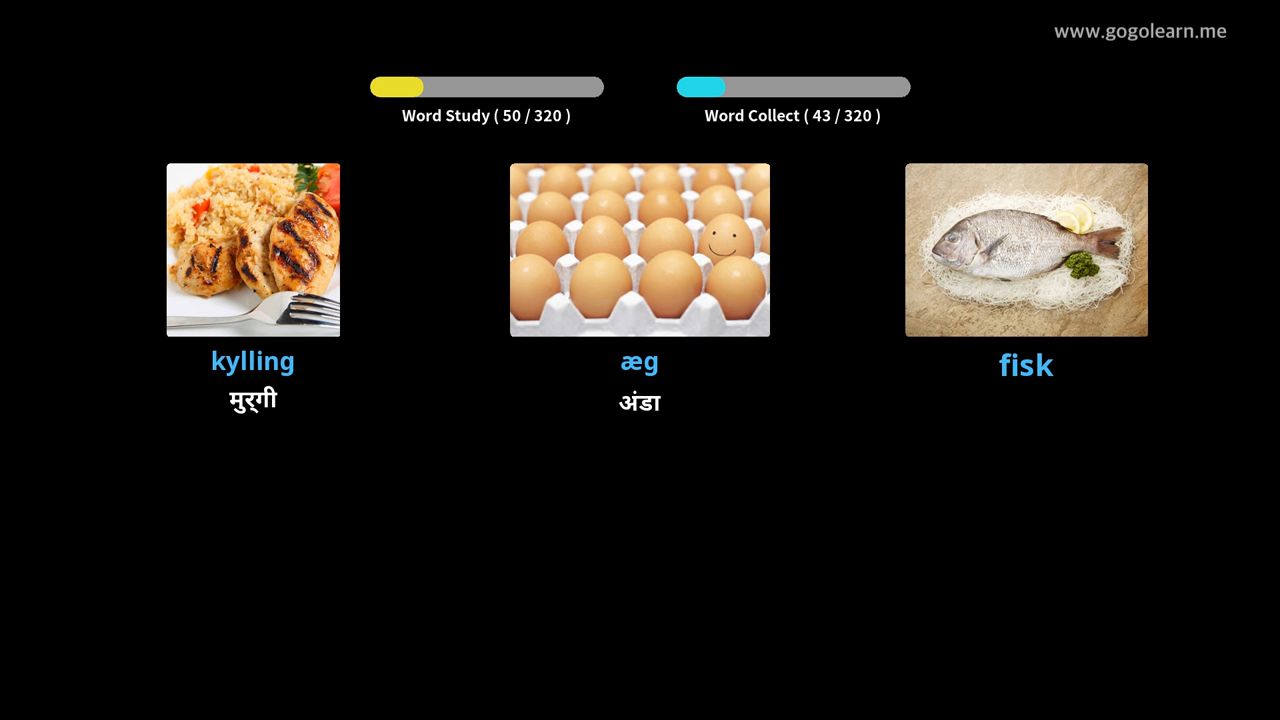 www.gogolearn.me
Word Study ( 50 / 320 )
Word Collect ( 43 / 320 )
kylling
æg
fisk
मुर्गी
अंडा